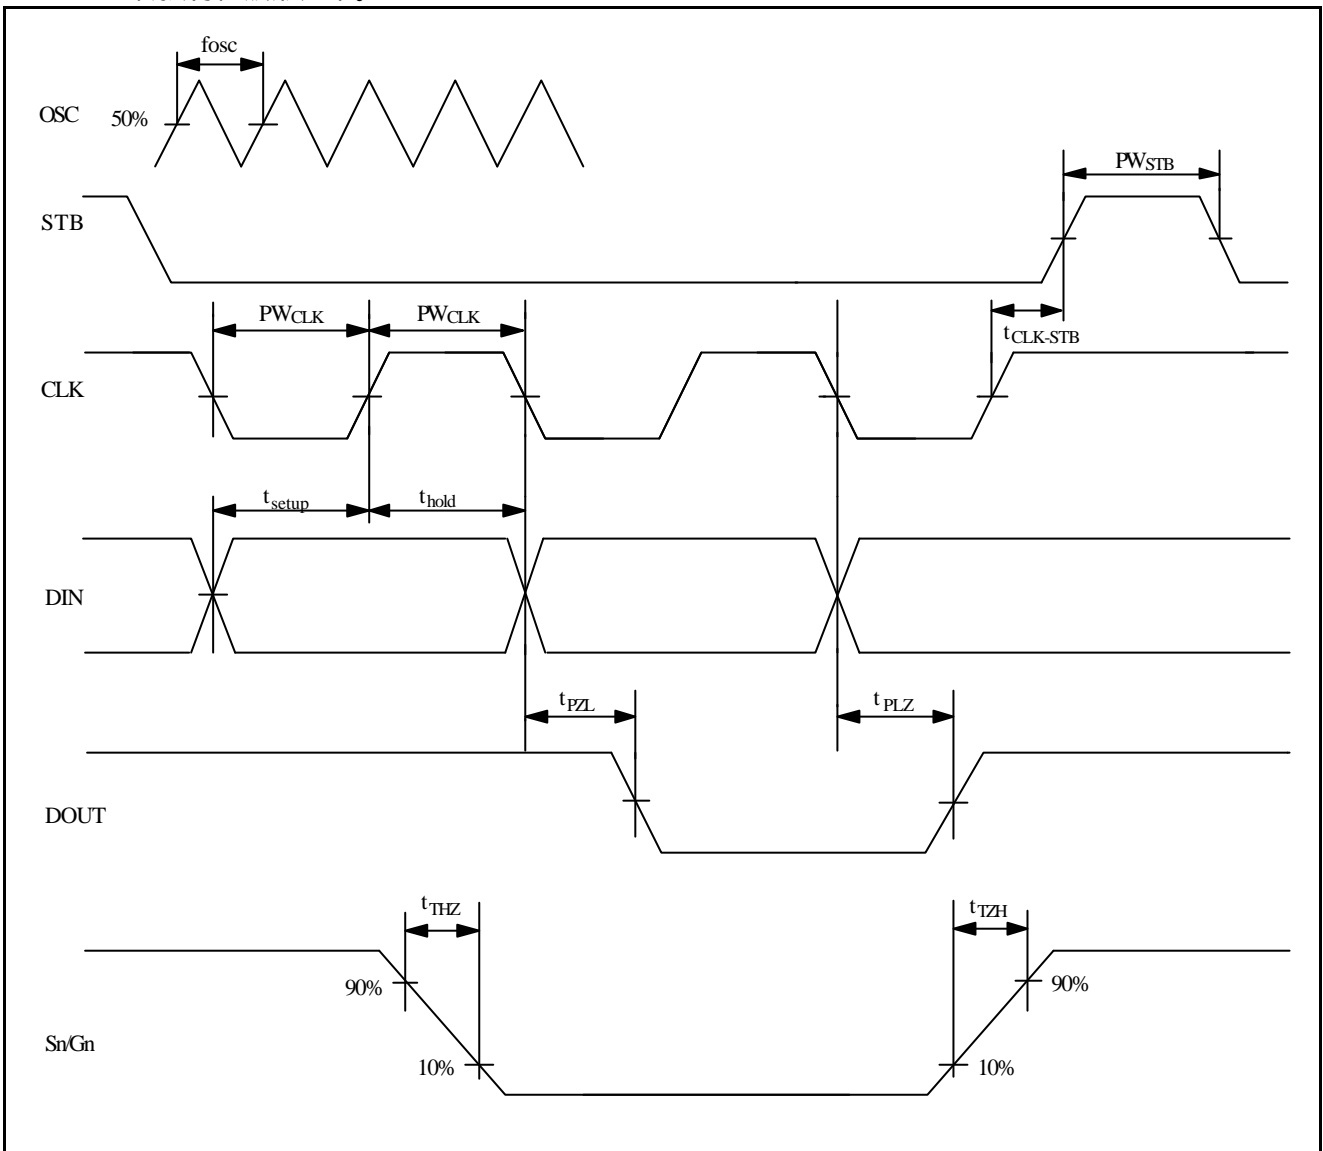 fosc
OSC 50%
PWSTB
STB
PWCLK PWCLK
tCLK-STB
CLK
tsetup thold
DIN
tPZL tPLZ
DOUT
tTHZ tTZH
90% 90%
Sn/Gn
10% 10%